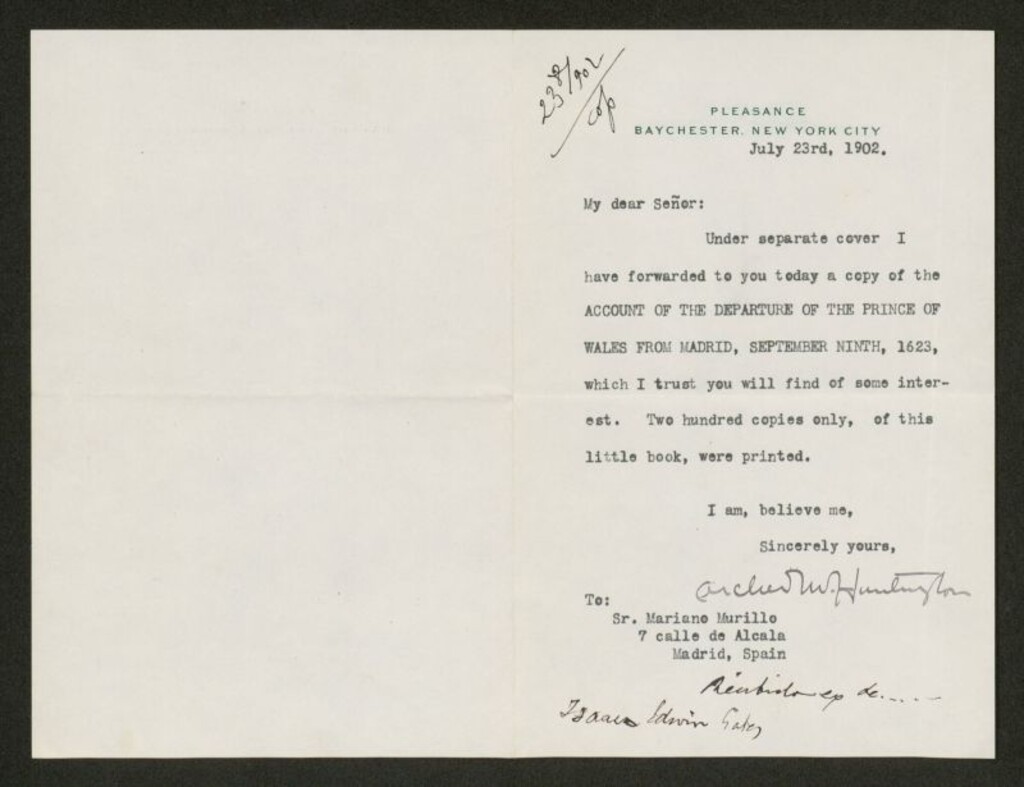 23 8/902
PLEASANCE
BAYCHESTER, NEW YORK CITY
July 23rd, 1902.
My dear Señor:
Under separate cover I
have forwarded to you today a copy of the
ACCOUNT OF THE DEPARTURE OF THE PRINCE OF
WALES FROM MADRID, SEPTEMBER NINTH, 1623,
which I trust you will find of some inter-
est. Two hundred copies only, of this
little book, were printed.
I am, believe me,
Sincerely yours,
Archer M. Huntington
To:
Sr. Mariano Murillo
7 calle de Alcala
Madrid, Spain
de.....
Edwin Gates